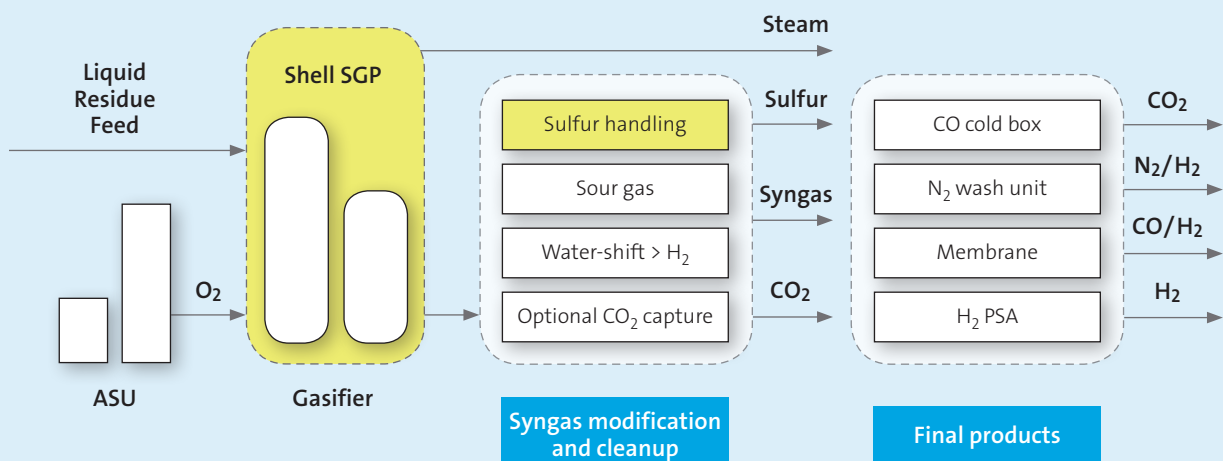 Steam
Liquid
Residue
Feed
Shell SGP
Sulfur handling
Sour gas
Water-shift > H₂
Optional CO₂ capture
Sulfur
Syngas
CO₂
CO cold box
N₂ wash unit
Membrane
H₂ PSA
CO₂
N₂/H₂
CO/H₂
H₂
O₂
ASU
Gasifier
Syngas modification
and cleanup
Final products